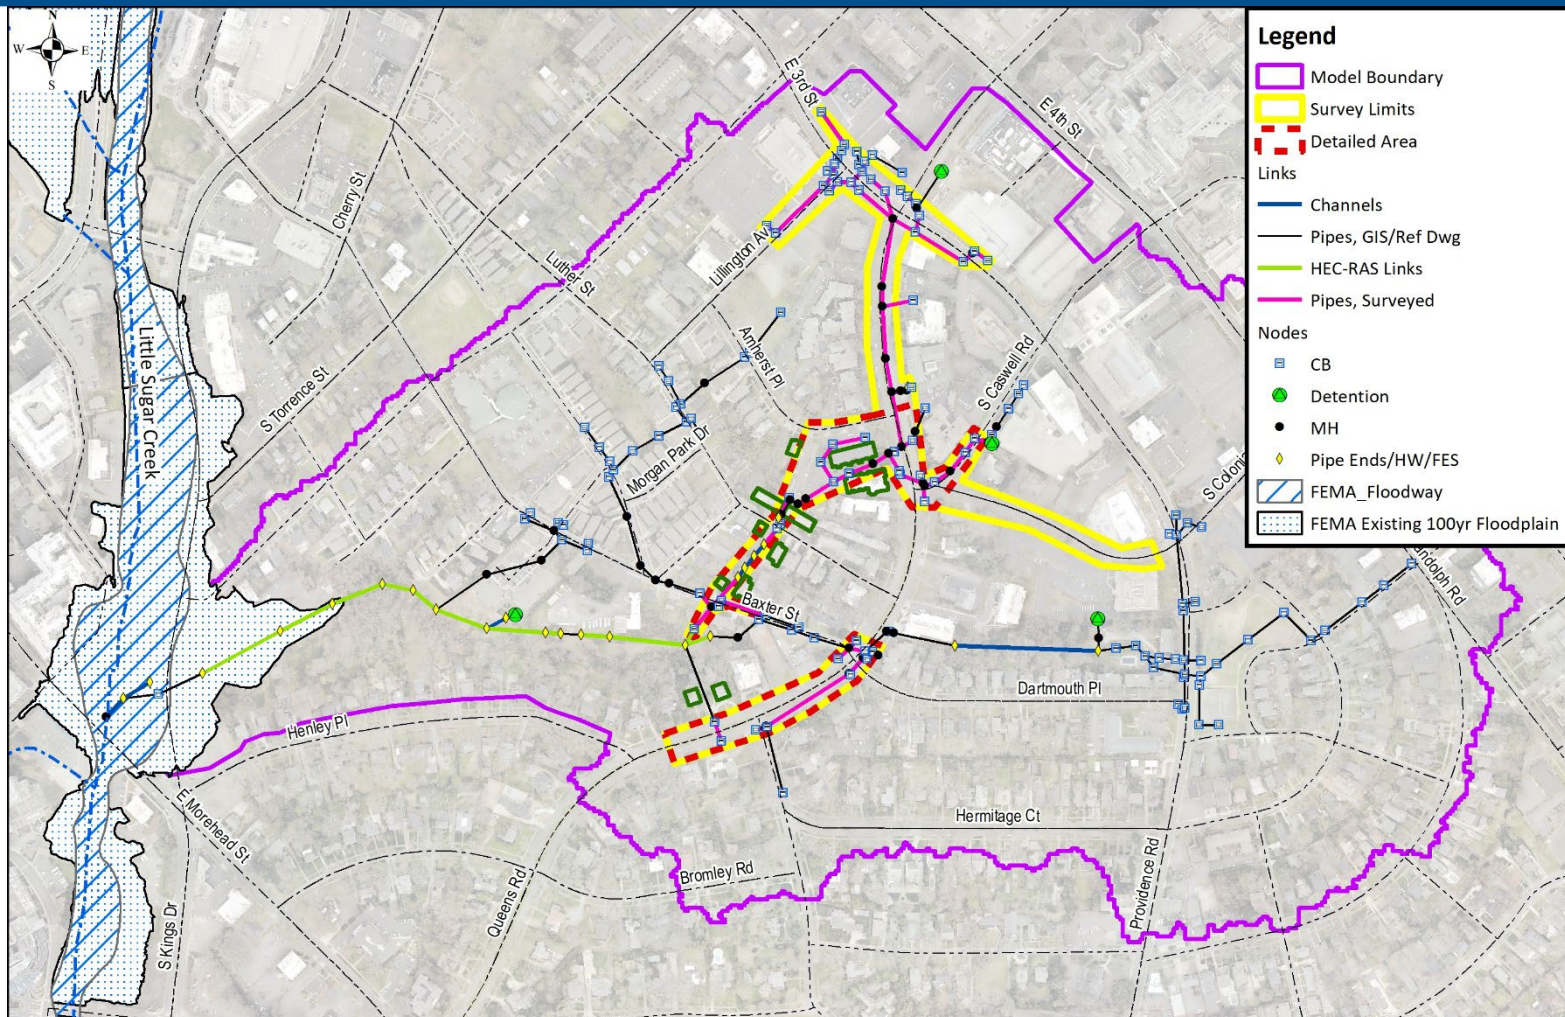 N
W E
S
Legend
Model Boundary
Survey Limits
Detailed Area
Links
Channels
Pipes, GIS/Ref Dwg
HEC-RAS Links
Pipes, Surveyed
Nodes
CB
Detention
MH
Pipe Ends/HW/FES
FEMA_Floodway
FEMA Existing 100yr Floodplain
E 3rd St
E 4th St
Cherry St
Luther St
Lillington Av
Amherst Pl
S Caswell Rd
S Torrence St
Little Sugar Creek
Morgan Park Dr
S Colonia
andolph Rd
Baxter St
Dartmouth Pl
Henley Pl
E Morehead St
Hermitage Ct
Bromley Rd
Queens Rd
Providence Rd
S Kings Dr